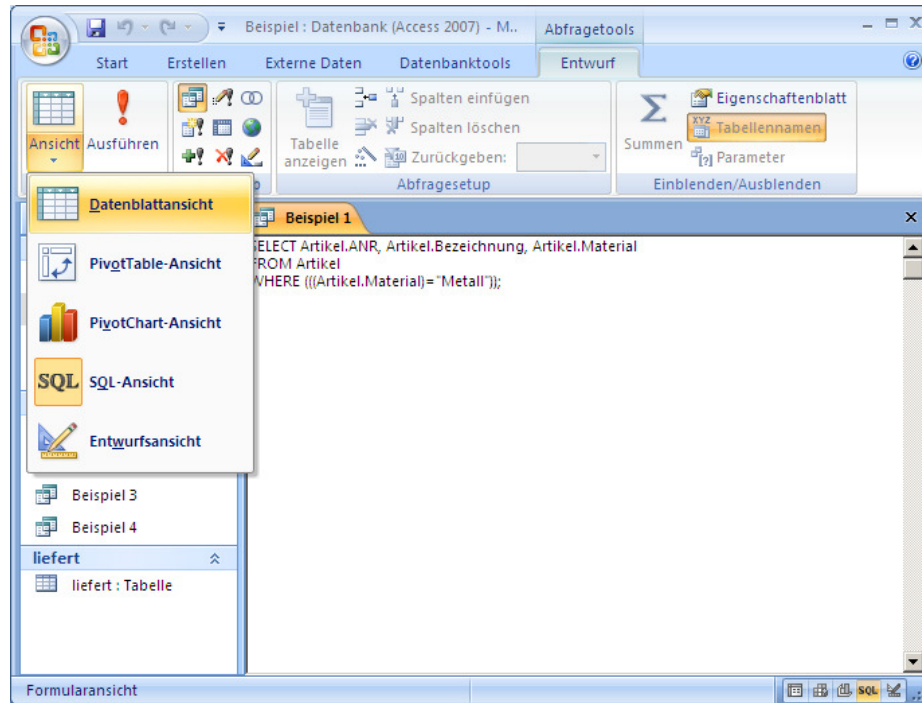 Beispiel : Datenbank (Access 2007) - M..
Abfragetools
Start
Erstellen
Externe Daten
Datenbanktools
Entwurf
Ansicht
Ausführen
Tabelle
anzeigen
Spalten einfügen
Spalten löschen
Zurückgeben:
Abfragesetup
Summen
Eigenschaftenblatt
XYZ
Tabellennamen
[?] Parameter
Einblenden/Ausblenden
Datenblattansicht
PivotTable-Ansicht
PivotChart-Ansicht
SQL SQL-Ansicht
Entwurfsansicht
Beispiel 1
SELECT Artikel.ANR, Artikel.Bezeichnung, Artikel.Material
FROM Artikel
WHERE (((Artikel.Material)="Metall"));
Beispiel 3
Beispiel 4
liefert
liefert : Tabelle
Formularansicht
SQL